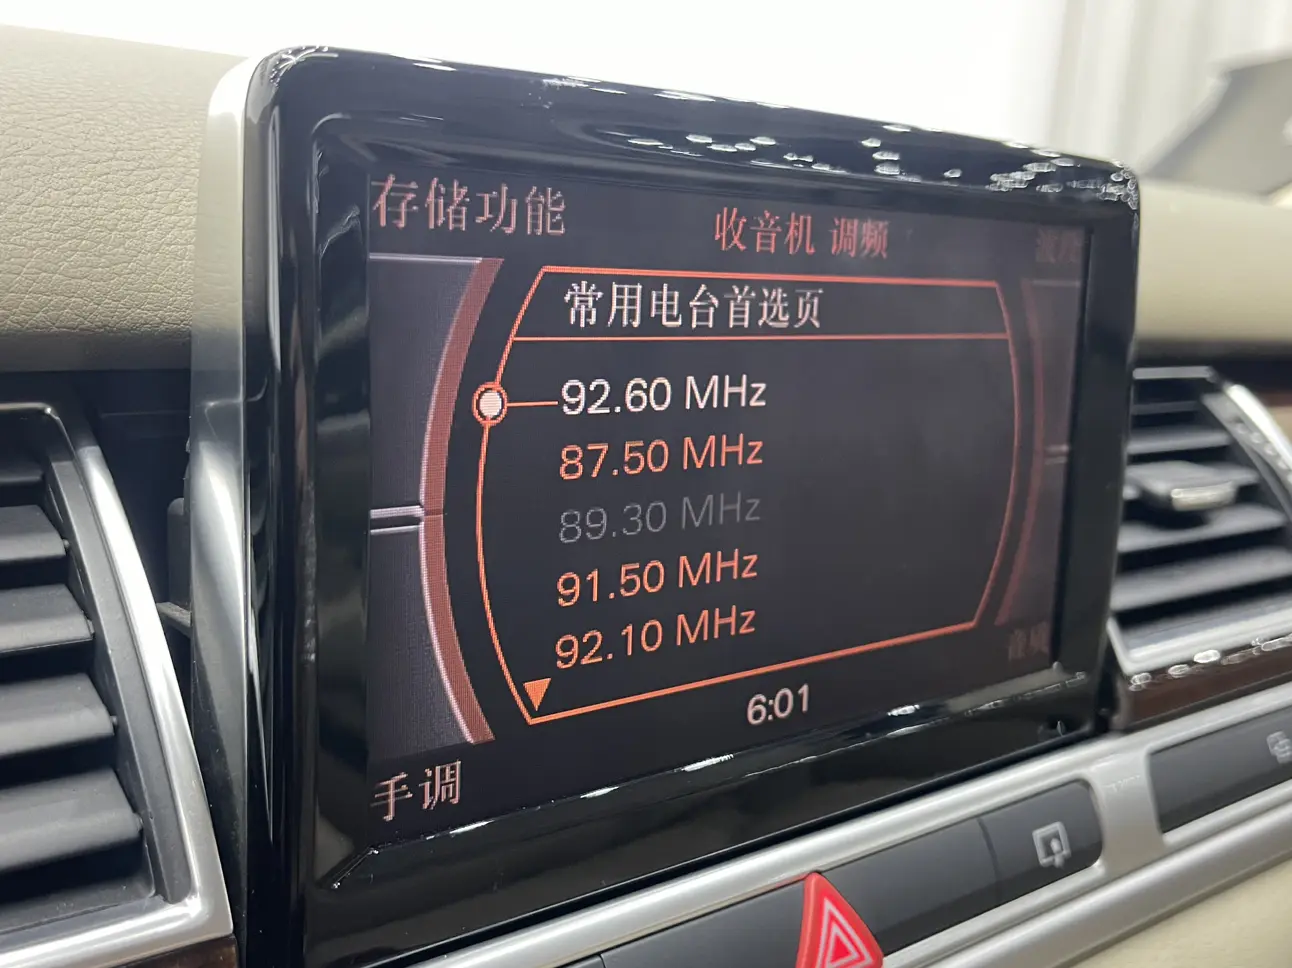 存储功能
收音机 调频
常用电台首选页
92.60 MHz
87.50 MHz
89.30 MHz
91.50 MHz
92.10 MHz
6:01
手调